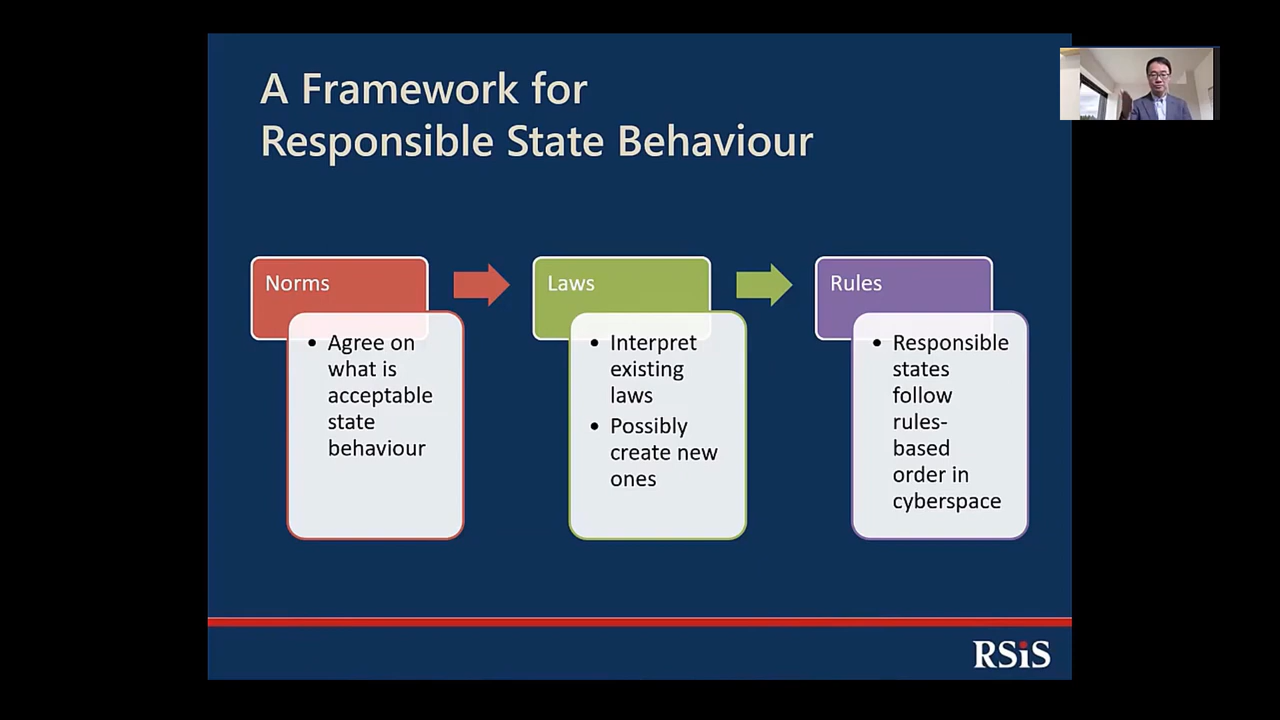 A Framework for
Responsible State Behaviour
Norms
• Agree on
what is
acceptable
state
behaviour
Laws
• Interpret
existing
laws
• Possibly
create new
ones
Rules
• Responsible
states
follow
rules-
based
order in
cyberspace
RSiS